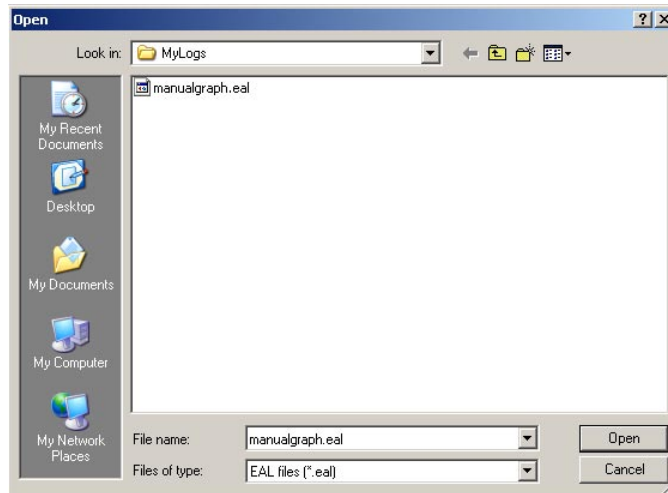 Open
Look in: MyLogs
manualgraph.eal
My Recent
Documents
Desktop
My Documents
My Computer
My Network
Places
File name: manualgraph.eal Open
Files of type: EAL files (*.eal) Cancel